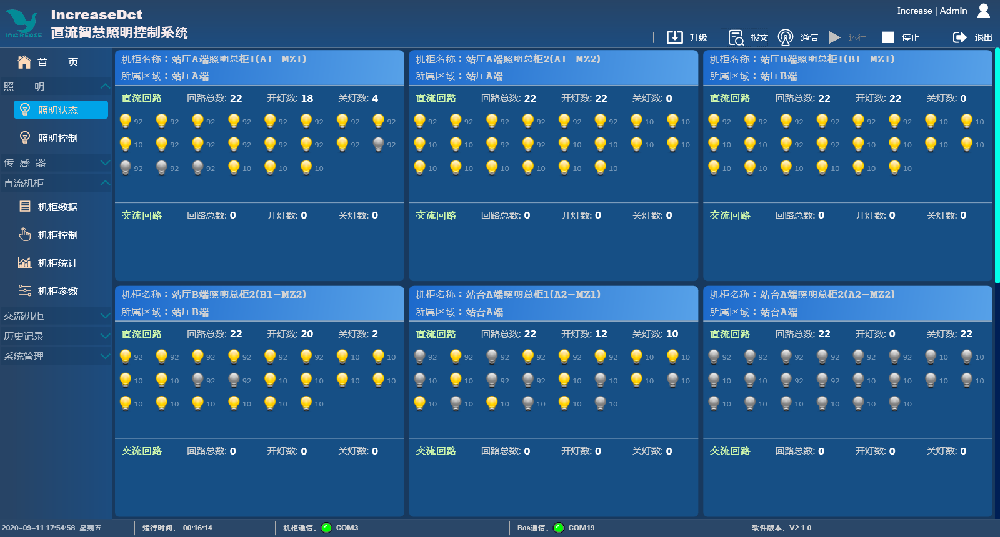 IncreaseDct
直流智慧照明控制系统
INCREASE
Increase | Admin
升级 报文 通信 运行 停止 退出
首 页
照 明
照明状态
照明控制
传 感 器
直流机柜
机柜数据
机柜控制
机柜统计
机柜参数
交流机柜
历史记录
系统管理
机柜名称：站厅A端照明总柜1(A1-MZ1)
所属区域：站厅A端
直流回路 回路总数: 22 开灯数: 18 关灯数: 4
92 92 92 92 92 92 92 92
10 92 92 92 92 92 92 92
92 92 92 10 10 10
交流回路 回路总数: 0 开灯数: 0 关灯数: 0
机柜名称：站厅A端照明总柜2(A1-MZ2)
所属区域：站厅A端
直流回路 回路总数: 22 开灯数: 22 关灯数: 0
92 92 92 92 92 92 10 10
10 10 92 92 10 10 10 10
10 10 10 10 10 10
交流回路 回路总数: 0 开灯数: 0 关灯数: 0
机柜名称：站厅B端照明总柜1(B1-MZ1)
所属区域：站厅B端
直流回路 回路总数: 22 开灯数: 22 关灯数: 0
92 92 92 92 92 92 10 10
10 10 92 92 10 10 10 10
10 10 10 10 10 10
交流回路 回路总数: 0 开灯数: 0 关灯数: 0
机柜名称：站厅B端照明总柜2(B1-MZ2)
所属区域：站厅B端
直流回路 回路总数: 22 开灯数: 20 关灯数: 2
92 92 92 92 92 92 10 10
10 10 92 92 10 10 10 10
10 10 10 10 10 10
交流回路 回路总数: 0 开灯数: 0 关灯数: 0
机柜名称：站台A端照明总柜1(A2-MZ1)
所属区域：站台A端
直流回路 回路总数: 22 开灯数: 12 关灯数: 10
92 92 92 92 92 92 10 10
10 10 92 92 10 10 10 10
10 10 10 10 10 10
交流回路 回路总数: 0 开灯数: 0 关灯数: 0
机柜名称：站台A端照明总柜2(A2-MZ2)
所属区域：站台A端
直流回路 回路总数: 22 开灯数: 0 关灯数: 22
92 92 92 92 92 92 10 10
10 10 92 92 10 10 10 10
10 10 10 10 10 10
交流回路 回路总数: 0 开灯数: 0 关灯数: 0
2020-09-11 17:54:58 星期五 运行时间: 00:16:14 机柜通信: COM3 Bas通信: COM19 软件版本: V2.1.0